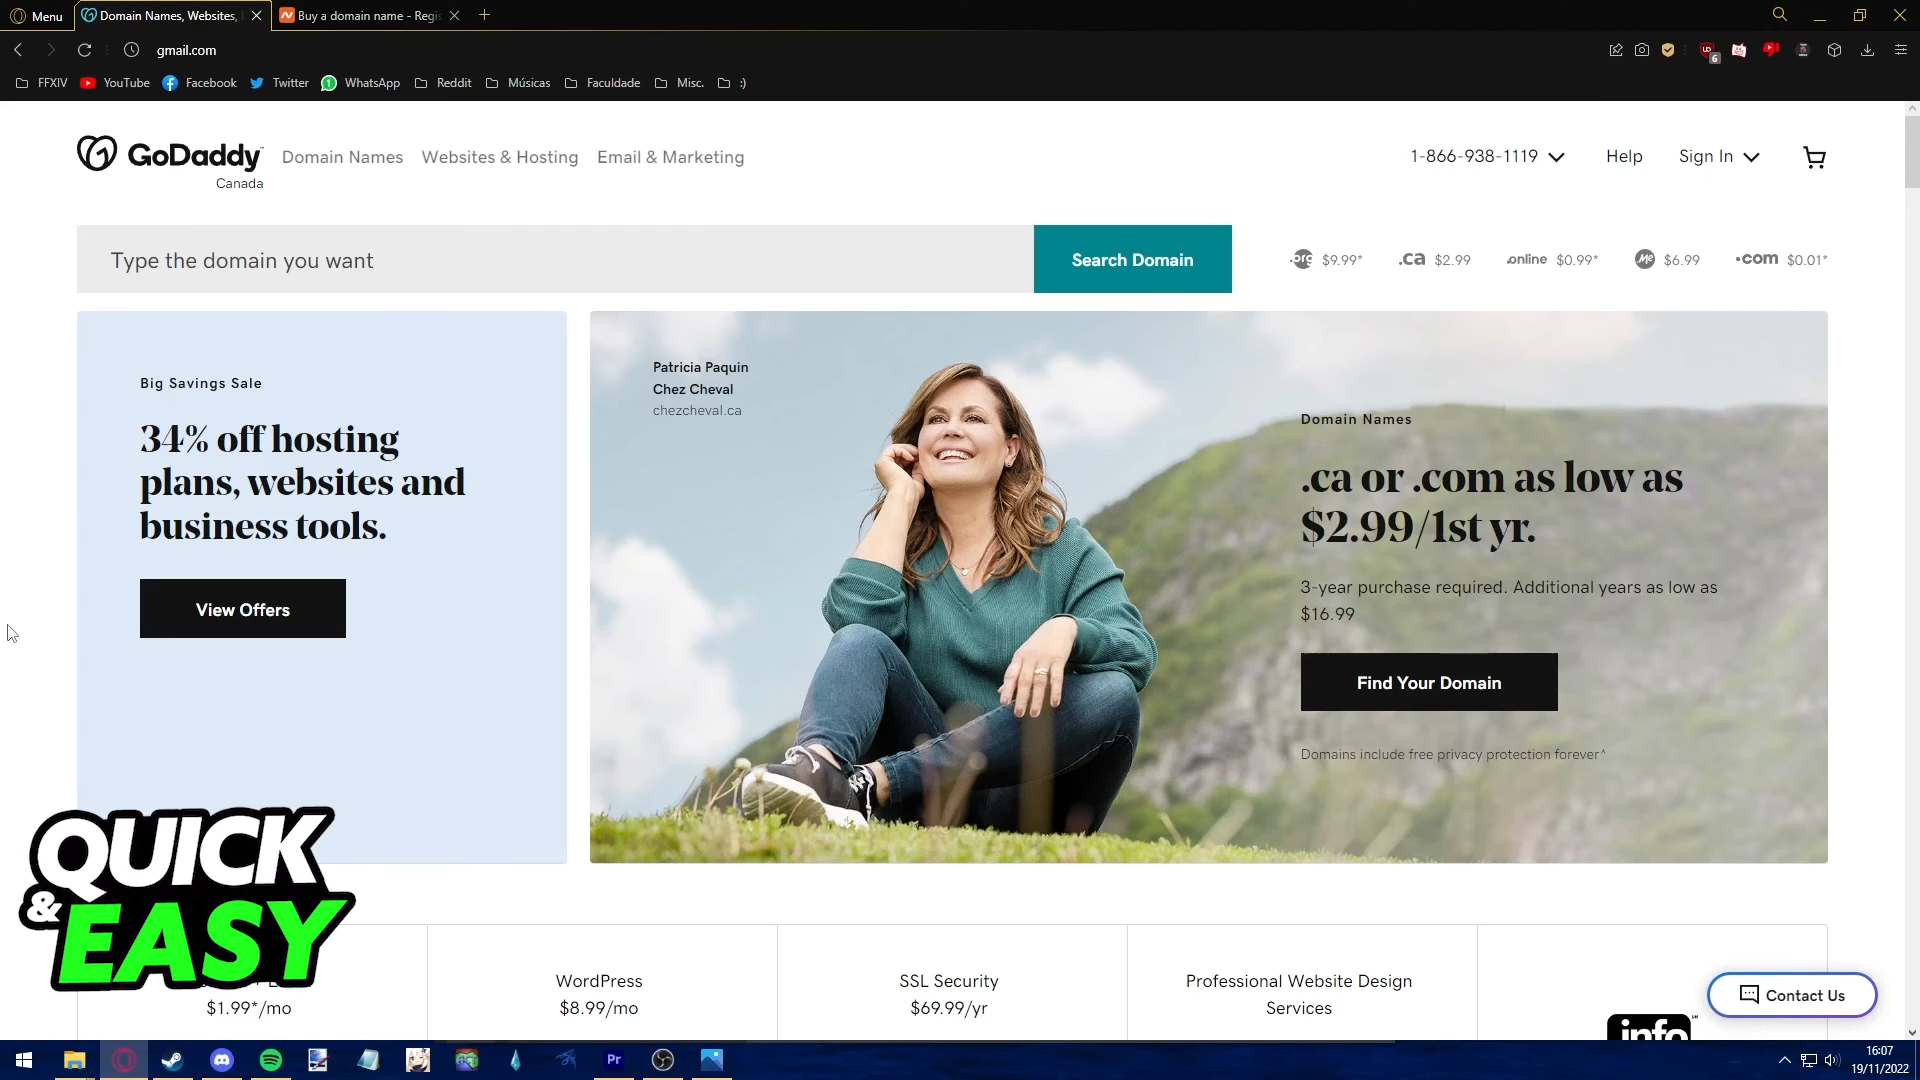 Menu
Domain Names, Websites,
Buy a domain name - Regis
gmail.com
6
FFXIV
YouTube
Facebook
Twitter
1
WhatsApp
Reddit
Músicas
Faculdade
Misc.
:)
GoDaddy
Canada
Domain Names
Websites & Hosting
Email & Marketing
1-866-938-1119
Help
Sign In
Type the domain you want
Search Domain
.org $9.99*
.ca $2.99
.online $0.99*
Me $6.99
.com $0.01*
Big Savings Sale
34% off hosting
plans, websites and
business tools.
View Offers
Patricia Paquin
Chez Cheval
chezcheval.ca
Domain Names
.ca or .com as low as
$2.99/1st yr.
3-year purchase required. Additional years as low as
$16.99
Find Your Domain
Domains include free privacy protection forever^
QUICK
& EASY
$1.99*/mo
WordPress
$8.99/mo
SSL Security
$69.99/yr
Professional Website Design
Services
info
Contact Us
Pr
16:07
19/11/2022